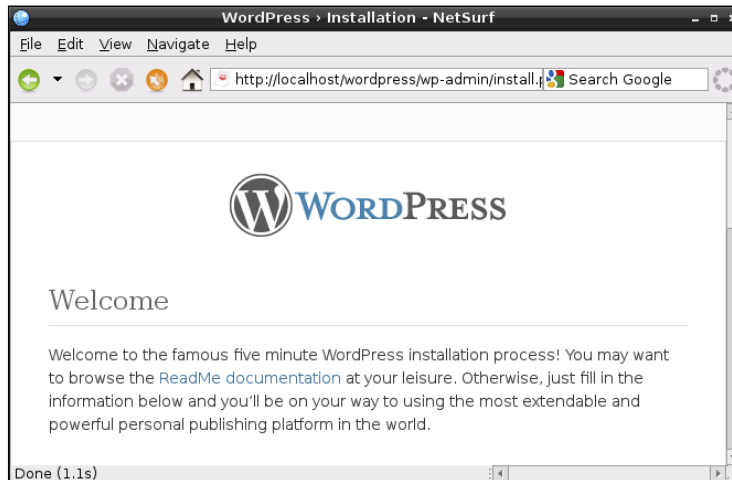 WordPress › Installation - NetSurf
File Edit View Navigate Help
http://localhost/wordpress/wp-admin/install.p Search Google
WORDPRESS
Welcome
Welcome to the famous five minute WordPress installation process! You may want
to browse the ReadMe documentation at your leisure. Otherwise, just fill in the
information below and you’ll be on your way to using the most extendable and
powerful personal publishing platform in the world.
Done (1.1s)